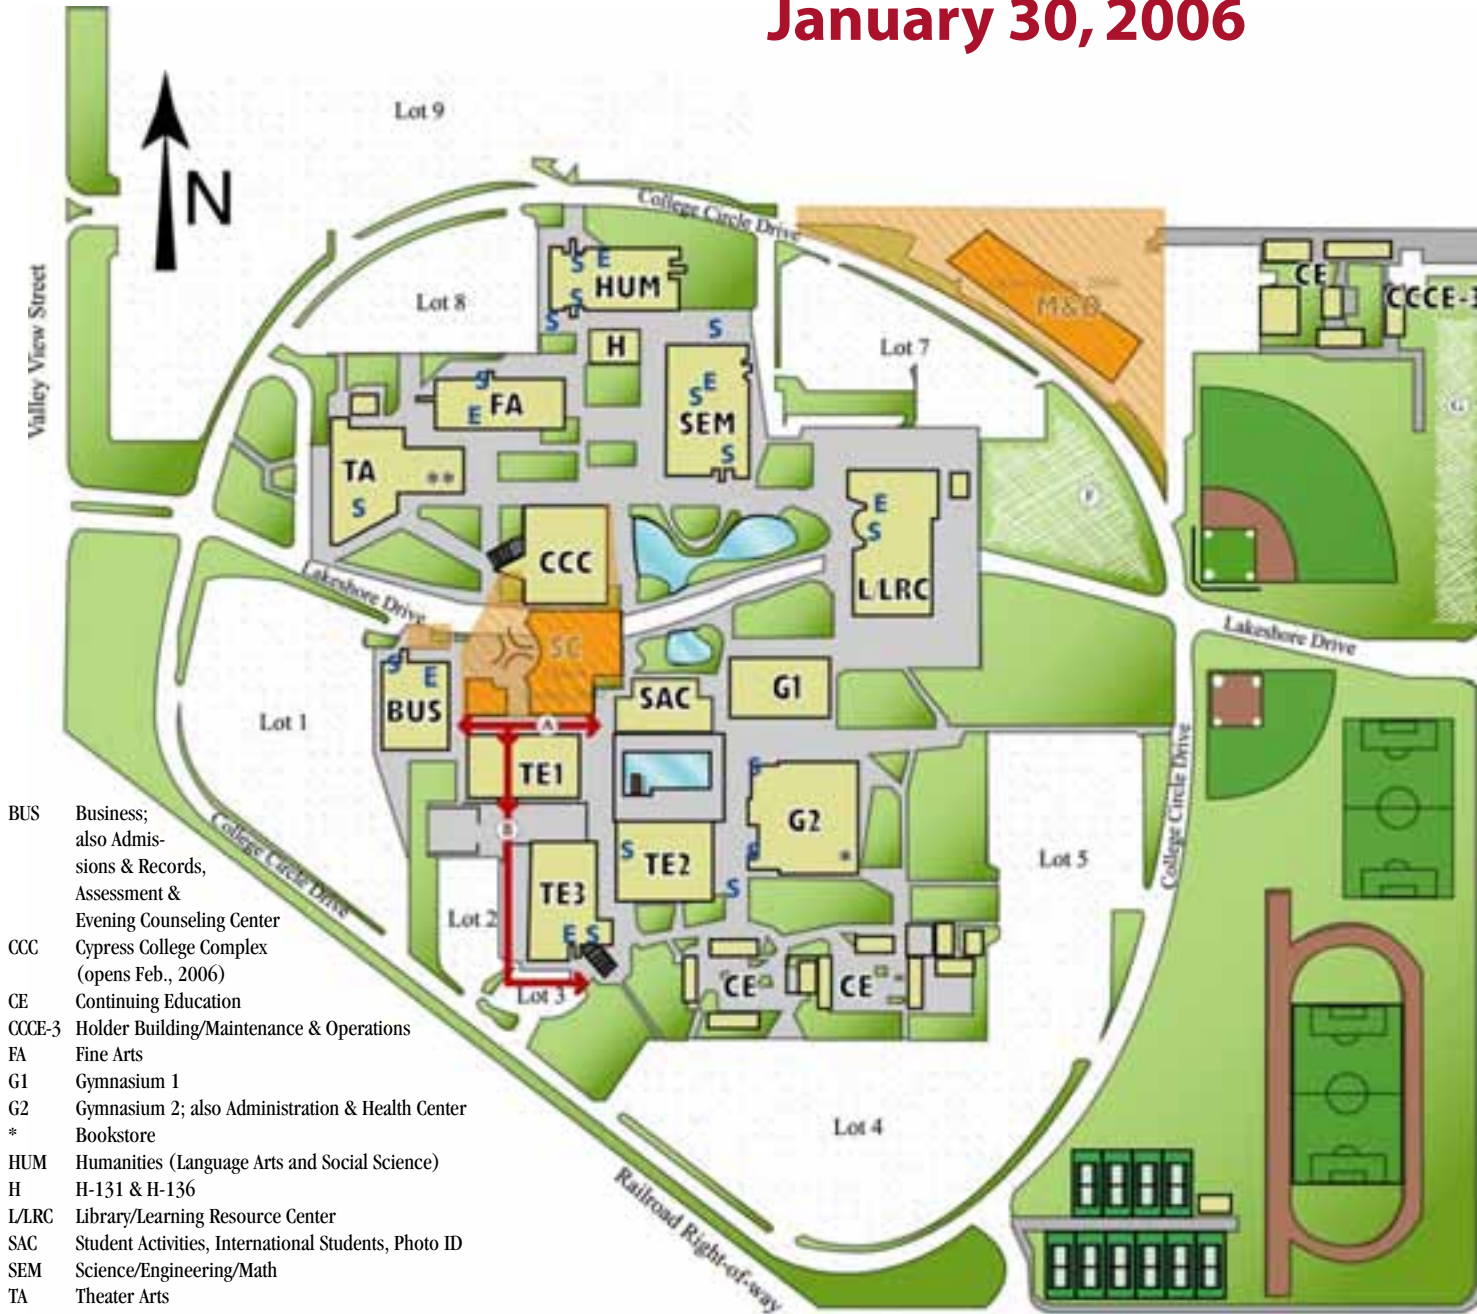 January 30, 2006
Lot 9
N
College Circle Drive
Valley View Street
S E
HUM
S
Lot 8
S
S
M&O
CE
CCCE-3
H
Lot 7
S
FA
E
E
S
SEM
S
G
TA
**
S
F
E
S
L/LRC
CCC
Lakeshore Drive
SC
Lakeshore Drive
S
E
BUS
SAC
G1
Lot 1
A
TE1
S
College Circle Drive
B
G2
*
S
S
TE2
S
Lot 5
College Circle Drive
TE3
E S
Lot 2
CE
CE
Lot 3
Lot 4
Railroad Right-of-way
BUS Business;
also Admis-
sions & Records,
Assessment &
Evening Counseling Center
CCC Cypress College Complex
(opens Feb., 2006)
CE Continuing Education
CCCE-3 Holder Building/Maintenance & Operations
FA Fine Arts
G1 Gymnasium 1
G2 Gymnasium 2; also Administration & Health Center
* Bookstore
HUM Humanities (Language Arts and Social Science)
H H-131 & H-136
L/LRC Library/Learning Resource Center
SAC Student Activities, International Students, Photo ID
SEM Science/Engineering/Math
TA Theater Arts